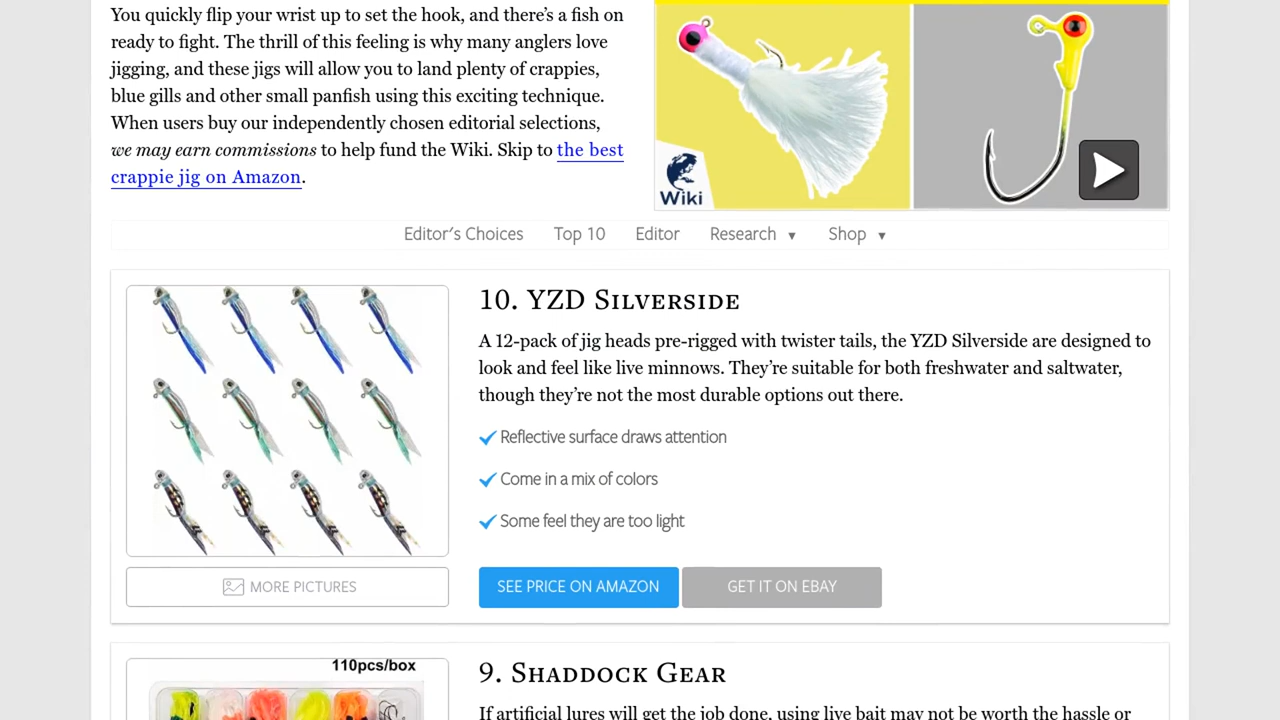 You quickly flip your wrist up to set the hook, and there's a fish on
ready to fight. The thrill of this feeling is why many anglers love
jigging, and these jigs will allow you to land plenty of crappies,
blue gills and other small panfish using this exciting technique.
When users buy our independently chosen editorial selections,
we may earn commissions to help fund the Wiki. Skip to the best
crappie jig on Amazon.
Wiki
Editor's Choices Top 10 Editor Research ▼ Shop ▼
10. YZD Silverside
A 12-pack of jig heads pre-rigged with twister tails, the YZD Silverside are designed to
look and feel like live minnows. They're suitable for both freshwater and saltwater,
though they're not the most durable options out there.
Reflective surface draws attention
Come in a mix of colors
Some feel they are too light
MORE PICTURES
SEE PRICE ON AMAZON GET IT ON EBAY
110pcs/box
9. Shaddock Gear
If artificial lures will get the job done, using live bait may not be worth the hassle or